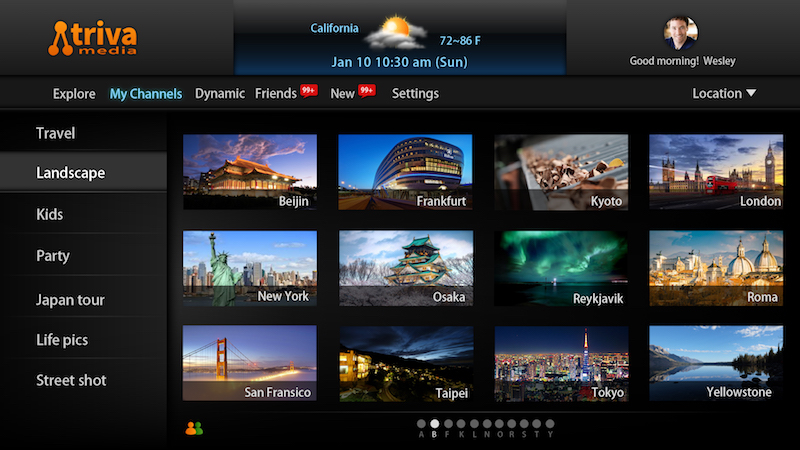 triva
media
California
72~86 F
Jan 10 10:30 am (Sun)
Good morning! Wesley
Explore My Channels Dynamic Friends 99+ New 99+ Settings Location
Travel
Landscape
Kids
Party
Japan tour
Life pics
Street shot
Beijin Frankfurt Kyoto London
New York Osaka Reykjavik Roma
San Fransico Taipei Tokyo Yellowstone
A B F K L N O R S T Y